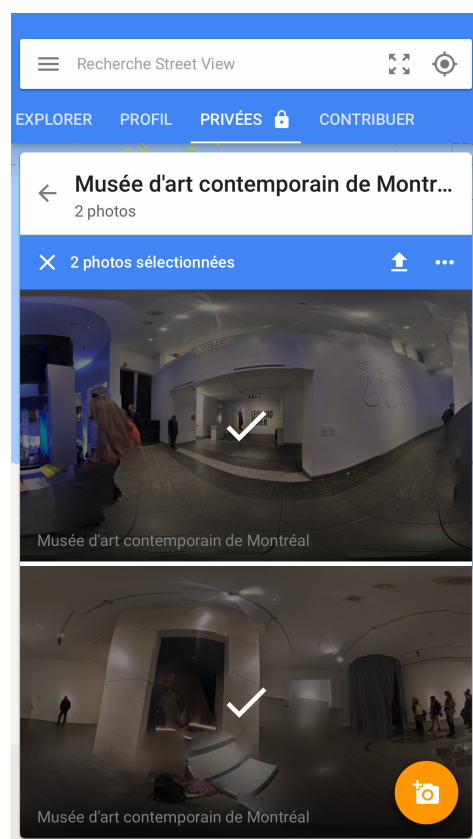 Recherche Street View
EXPLORER PROFIL PRIVÉES CONTRIBUER
Musée d'art contemporain de Montr...
2 photos
2 photos sélectionnées
Musée d'art contemporain de Montréal
Musée d'art contemporain de Montréal